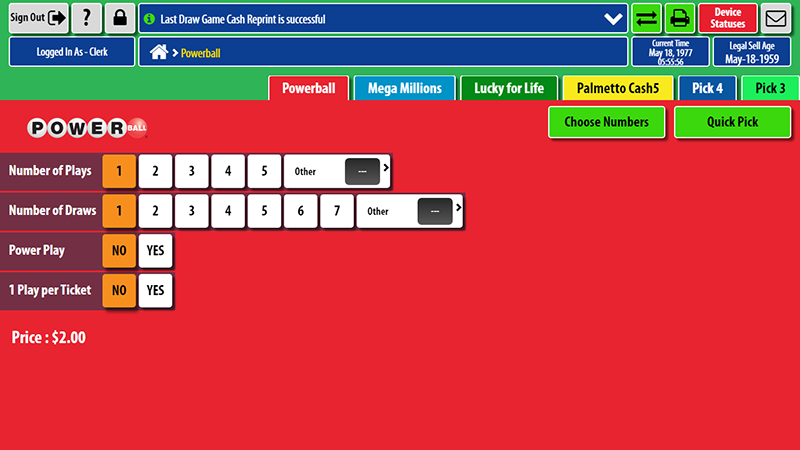 Sign Out
?
Last Draw Game Cash Reprint is successful
Device
Statuses
Logged In As - Clerk
> Powerball
Current Time
May 18, 1977
05:55:56
Legal Sell Age
May-18-1959
Powerball
Mega Millions
Lucky for Life
Palmetto Cash5
Pick 4
Pick 3
POWERBALL
Choose Numbers
Quick Pick
Number of Plays 1 2 3 4 5 Other --- >
Number of Draws 1 2 3 4 5 6 7 Other --- >
Power Play NO YES
1 Play per Ticket NO YES
Price : $2.00